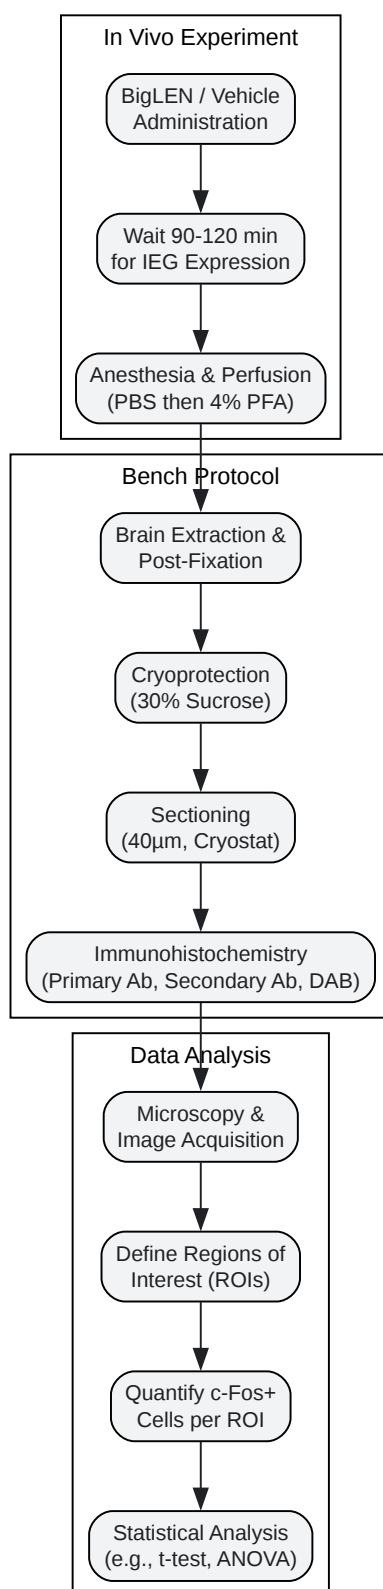 In Vivo Experiment
BigLEN / Vehicle
Administration
Wait 90-120 min
for IEG Expression
Anesthesia & Perfusion
(PBS then 4% PFA)
Bench Protocol
Brain Extraction &
Post-Fixation
Cryoprotection
(30% Sucrose)
Sectioning
(40µm, Cryostat)
Immunohistochemistry
(Primary Ab, Secondary Ab, DAB)
Data Analysis
Microscopy &
Image Acquisition
Define Regions of
Interest (ROIs)
Quantify c-Fos+
Cells per ROI
Statistical Analysis
(e.g., t-test, ANOVA)